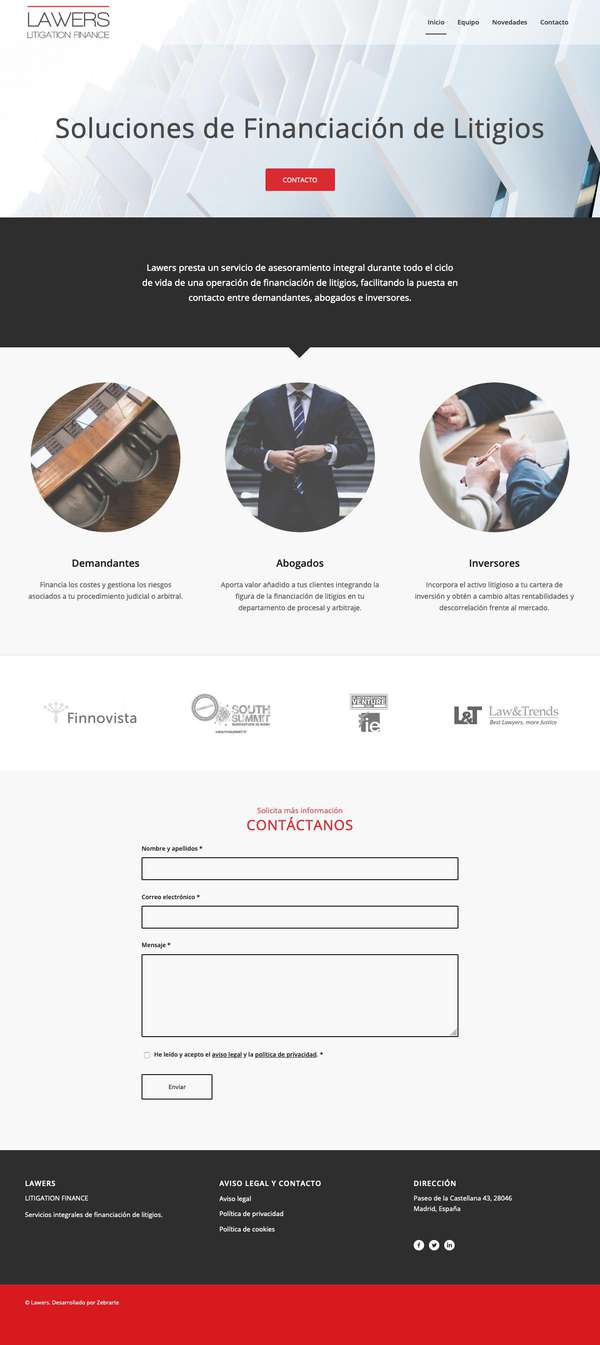 LAWERS
LITIGATION FINANCE
Inicio Equipo Novedades Contacto
Soluciones de Financiación de Litigios
CONTACTO
Lawers presta un servicio de asesoramiento integral durante todo el ciclo
de vida de una operación de financiación de litigios, facilitando la puesta en
contacto entre demandantes, abogados e inversores.
Demandantes
Financia los costes y gestiona los riesgos
asociados a tu procedimiento judicial o arbitral.
Abogados
Aporta valor añadido a tus clientes integrando la
figura de la financiación de litigios en tu
departamento de procesal y arbitraje.
Inversores
Incorpora el activo litigioso a tu cartera de
inversión y obtén a cambio altas rentabilidades y
descorrelación frente al mercado.
Finnovista
SOUTH
SUMMIT
VENTURE
ie
L&T Law&Trends
Best Lawyers, more Justice
Solicita más información
CONTÁCTANOS
Nombre y apellidos *
Correo electrónico *
Mensaje *
He leído y acepto el aviso legal y la política de privacidad. *
Enviar
LAWERS
LITIGATION FINANCE
Servicios integrales de financiación de litigios.
AVISO LEGAL Y CONTACTO
Aviso legal
Política de privacidad
Política de cookies
DIRECCIÓN
Paseo de la Castellana 43, 28046
Madrid, España
© Lawers. Desarrollado por Zebrarte